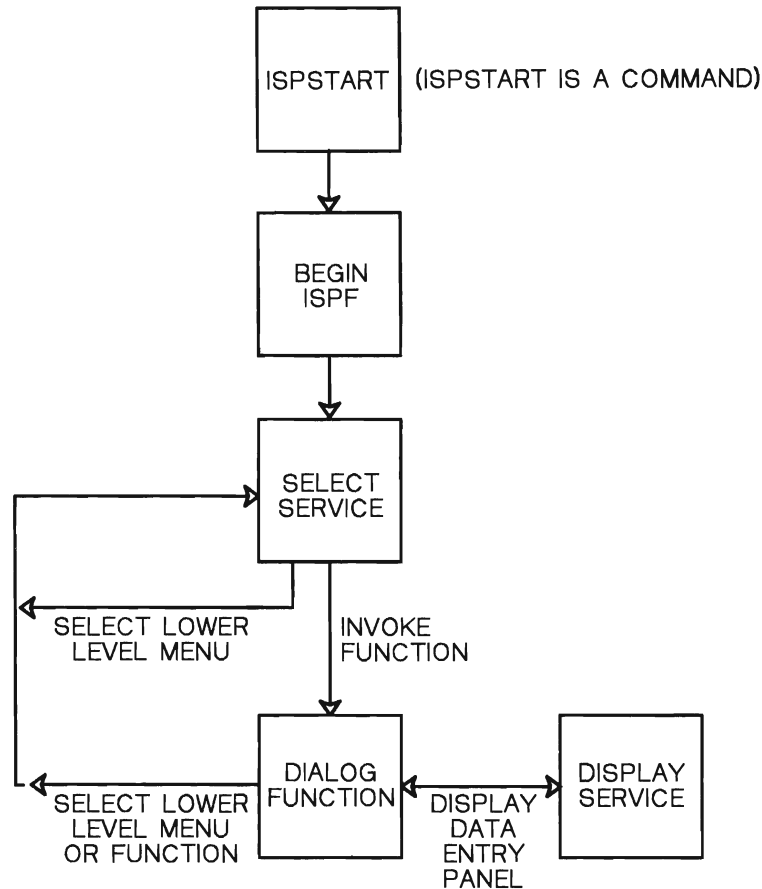 ISPSTART (ISPSTART IS A COMMAND)
BEGIN
ISPF
SELECT
SERVICE
SELECT LOWER
LEVEL MENU
INVOKE
FUNCTION
DIALOG
FUNCTION
DISPLAY
SERVICE
SELECT LOWER
LEVEL MENU
OR FUNCTION
DISPLAY
DATA
ENTRY
PANEL